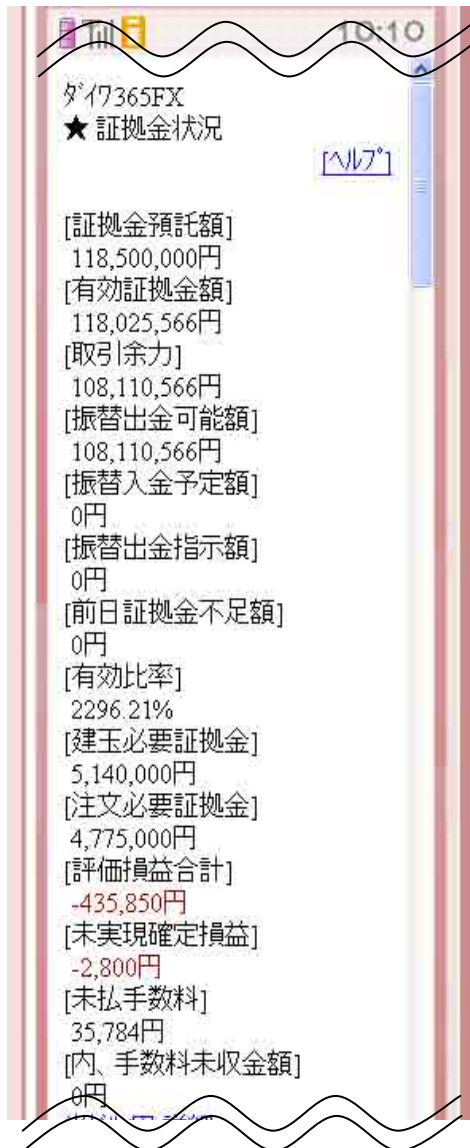 10:10
ﾀﾞｲﾜ365FX
★証拠金状況
[ﾍﾙﾌﾟ]
[証拠金預託額]
118,500,000円
[有効証拠金額]
118,025,566円
[取引余力]
108,110,566円
[振替出金可能額]
108,110,566円
[振替入金予定額]
0円
[振替出金指示額]
0円
[前日証拠金不足額]
0円
[有効比率]
2296.21%
[建玉必要証拠金]
5,140,000円
[注文必要証拠金]
4,775,000円
[評価損益合計]
-435,850円
[未実現確定損益]
-2,800円
[未払手数料]
35,784円
[内、手数料未収金額]
0円